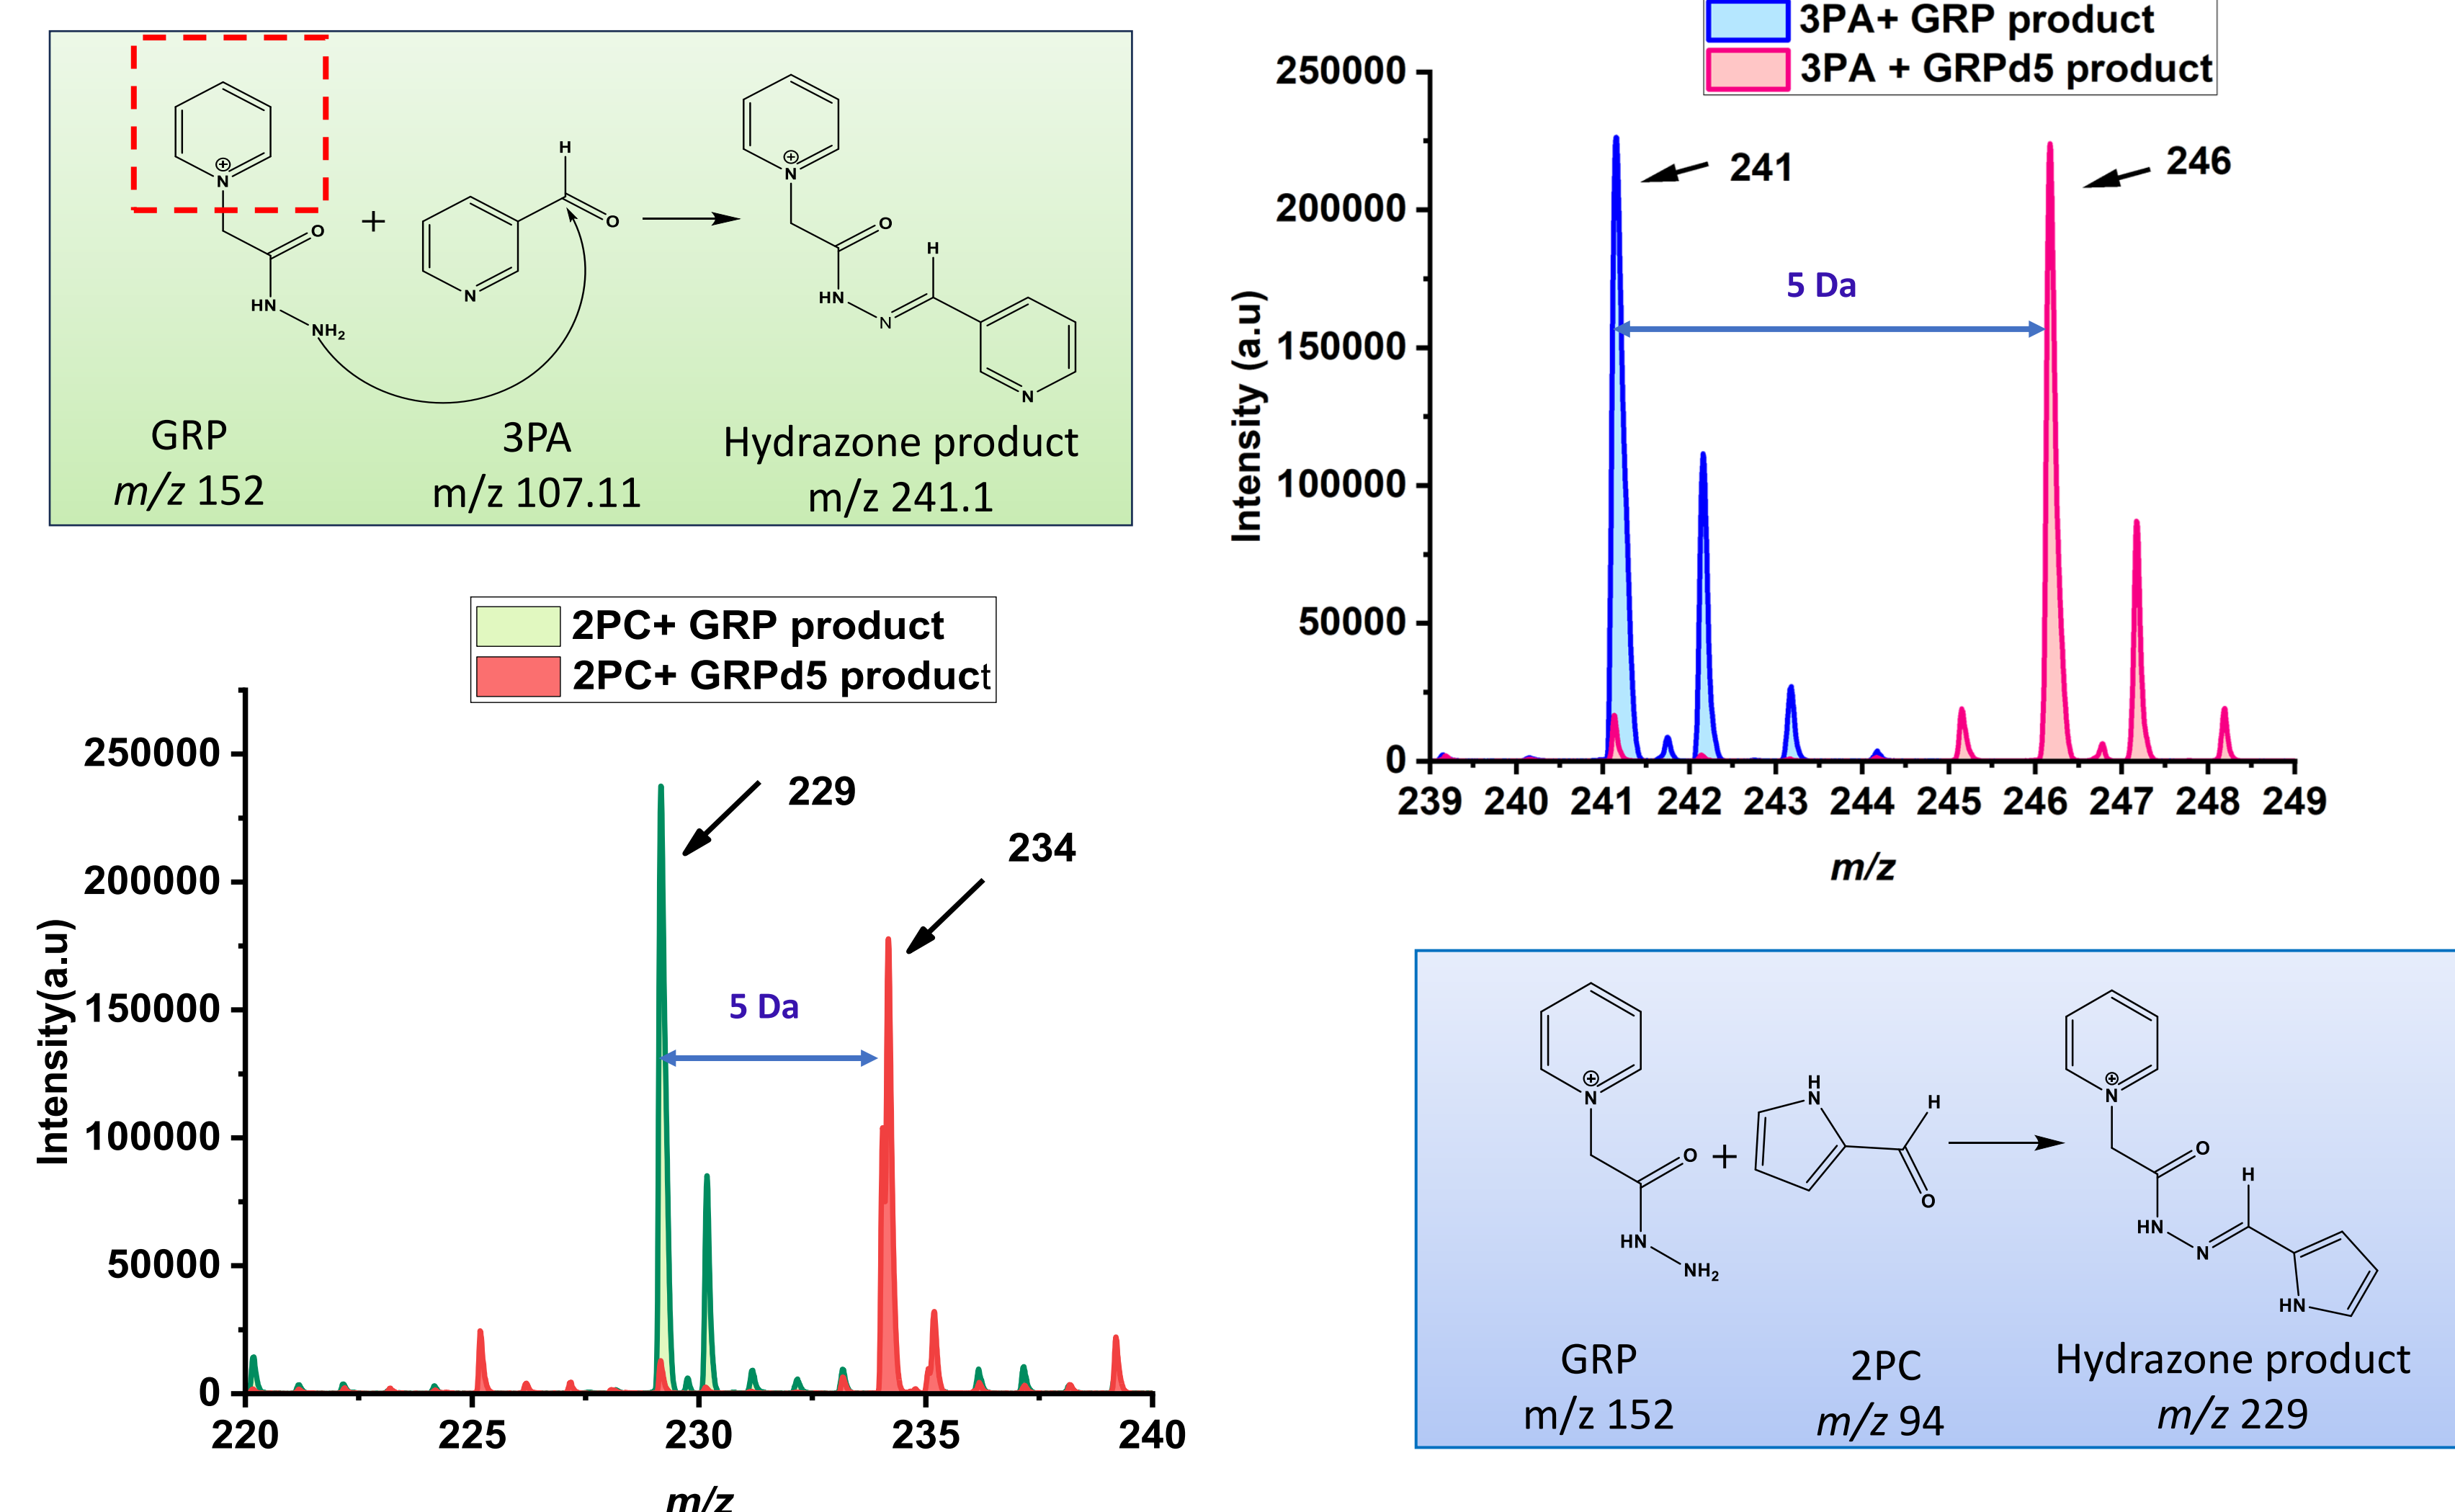 N
⊕
O
HN
NH2
+
H
O
N
N
⊕
O
H
HN
N
N
GRP
m/z 152
3PA
m/z 107.11
Hydrazone product
m/z 241.1
3PA+ GRP product
3PA + GRPd5 product
250000
200000
150000
100000
50000
0
Intensity (a.u)
241
246
5 Da
239 240 241 242 243 244 245 246 247 248 249
m/z
2PC+ GRP product
2PC+ GRPd5 product
250000
200000
150000
100000
50000
0
Intensity(a.u)
229
234
5 Da
220 225 230 235 240
m/z
⊕
N
O
HN
NH2
+
H
N
H
O
⊕
N
O
H
HN
N
HN
GRP
m/z 152
2PC
m/z 94
Hydrazone product
m/z 229